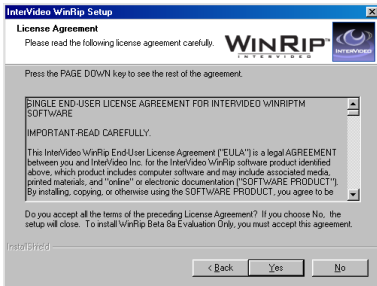 InterVideo WinRip Setup
License Agreement
Please read the following license agreement carefully.
WINRIP™
INTERVIDEO
INTERVIDEO
Press the PAGE DOWN key to see the rest of the agreement.
SINGLE END-USER LICENSE AGREEMENT FOR INTERVIDEO WINRIPTM
SOFTWARE
IMPORTANT-READ CAREFULLY.
This InterVideo WinRip End-User License Agreement ("EULA") is a legal AGREEMENT
between you and InterVideo Inc. for the InterVideo WinRip software product identified
above, which product includes computer software and may include associated media,
printed materials, and "online" or electronic documentation ("SOFTWARE PRODUCT").
By installing, copying, or otherwise using the SOFTWARE PRODUCT, you agree to be
Do you accept all the terms of the preceding License Agreement? If you choose No, the
setup will close. To install WinRip Beta 8a Evaluation Only, you must accept this agreement.
InstallShield
< Back
Yes
No